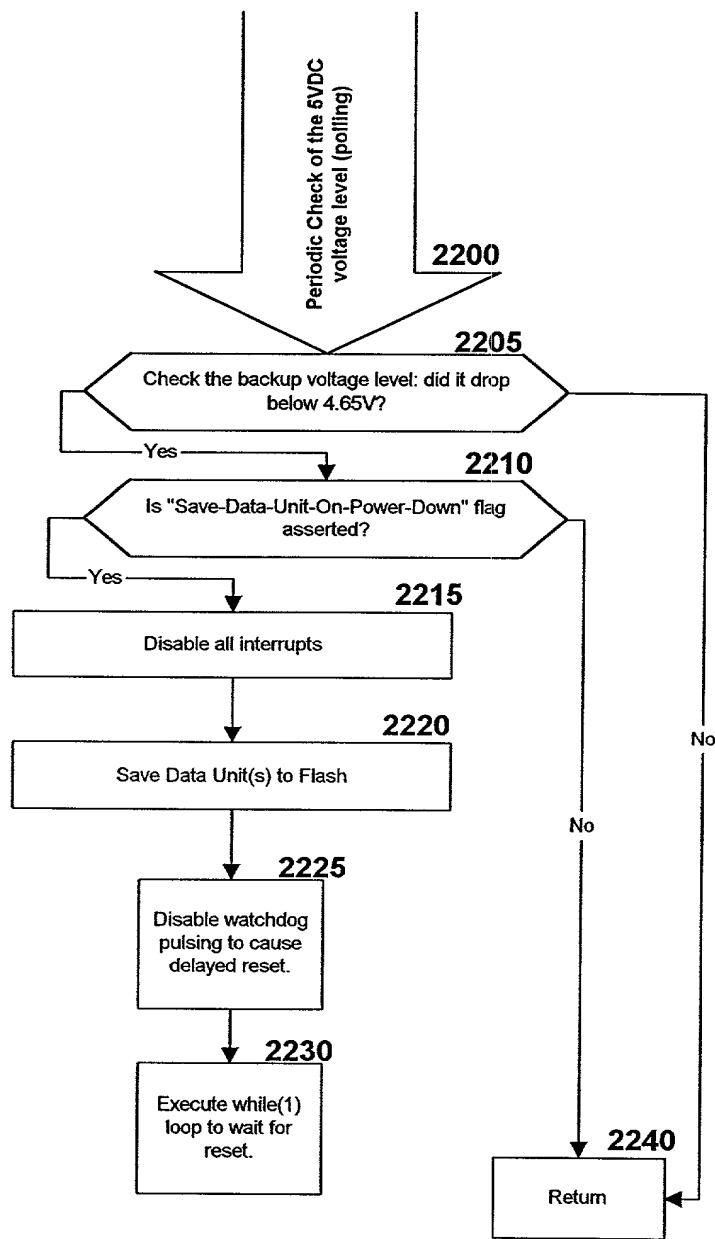 Periodic Check of the 5VDC
voltage level (polling)
2200
2205
Check the backup voltage level: did it drop
below 4.65V?
Yes
2210
Is "Save-Data-Unit-On-Power-Down" flag
asserted?
Yes
2215
Disable all interrupts
2220
No
Save Data Unit(s) to Flash
No
2225
Disable watchdog
pulsing to cause
delayed reset.
2230
Execute while(1)
loop to wait for
reset.
2240
Return